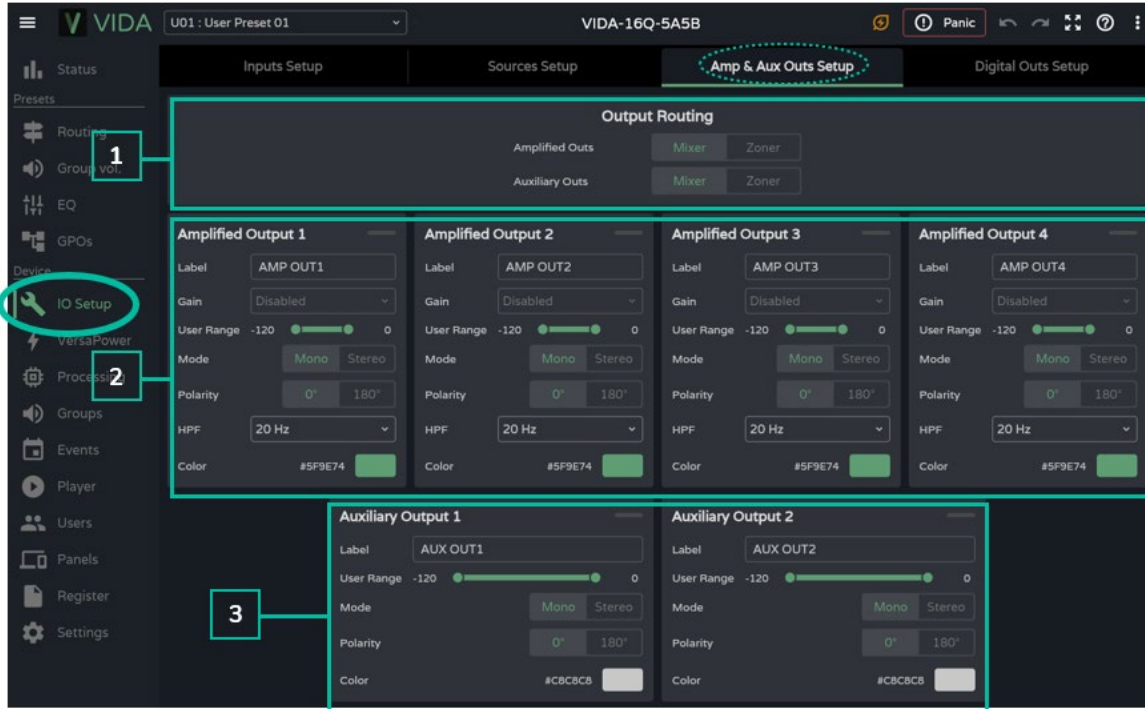 VIDA
U01 : User Preset 01
VIDA-16Q-5A5B
Panic
Status
Presets
Routing
Group vol.
EQ
GPOs
Device
IO Setup
VersaPower
Processing
Groups
Events
Player
Users
Panels
Register
Settings
Inputs Setup
Sources Setup
Amp & Aux Outs Setup
Digital Outs Setup
1
Output Routing
Amplified Outs Mixer Zoner
Auxiliary Outs Mixer Zoner
2
Amplified Output 1
Label AMP OUT1
Gain Disabled
User Range -120 0
Mode Mono Stereo
Polarity 0° 180°
HPF 20 Hz
Color #5F9E74
Amplified Output 2
Label AMP OUT2
Gain Disabled
User Range -120 0
Mode Mono Stereo
Polarity 0° 180°
HPF 20 Hz
Color #5F9E74
Amplified Output 3
Label AMP OUT3
Gain Disabled
User Range -120 0
Mode Mono Stereo
Polarity 0° 180°
HPF 20 Hz
Color #5F9E74
Amplified Output 4
Label AMP OUT4
Gain Disabled
User Range -120 0
Mode Mono Stereo
Polarity 0° 180°
HPF 20 Hz
Color #5F9E74
3
Auxiliary Output 1
Label AUX OUT1
User Range -120 0
Mode Mono Stereo
Polarity 0° 180°
Color #C8C8C8
Auxiliary Output 2
Label AUX OUT2
User Range -120 0
Mode Mono Stereo
Polarity 0° 180°
Color #C8C8C8